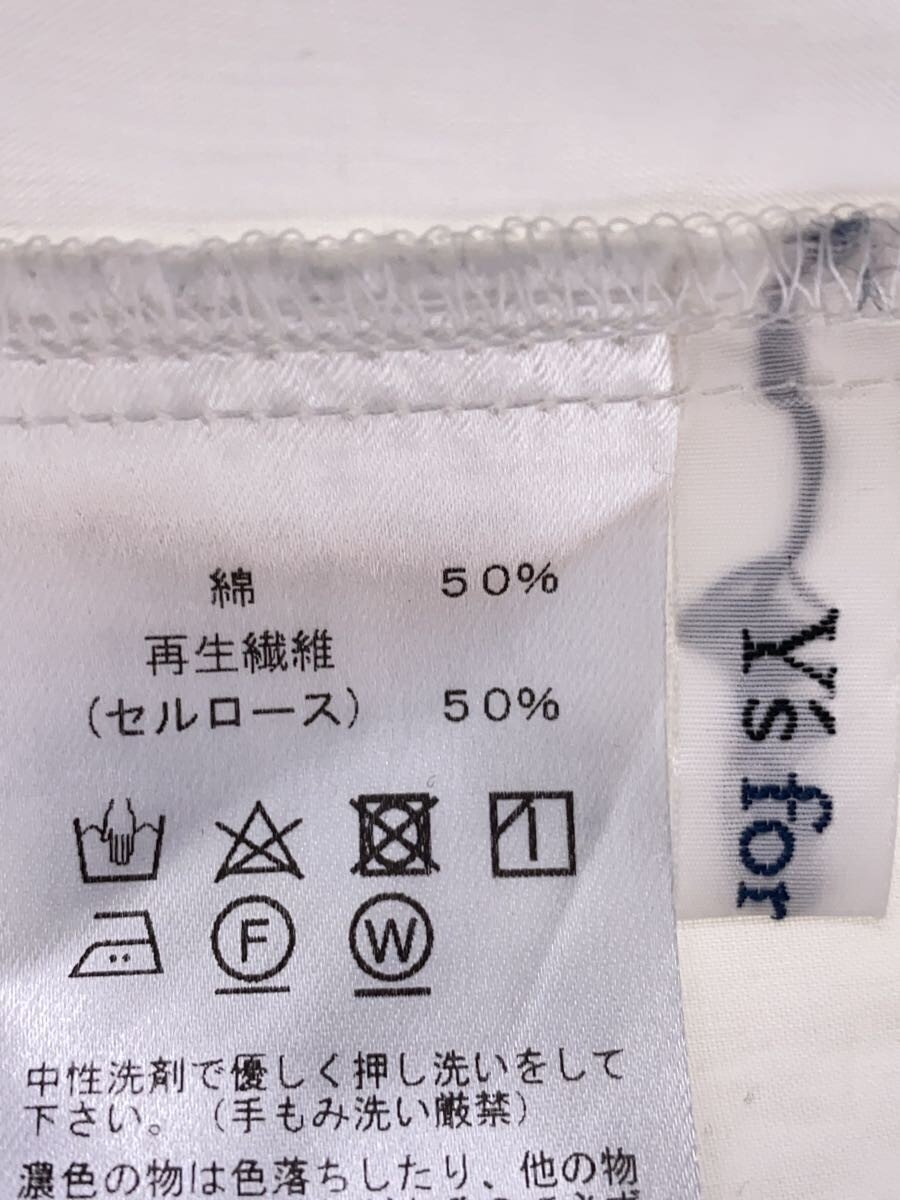 綿 50%
再生繊維
(セルロース) 50%
F W
中性洗剤で優しく押し洗いをして
下さい。(手もみ洗い厳禁)
濃色の物は色落ちしたり、他の物
Y's for